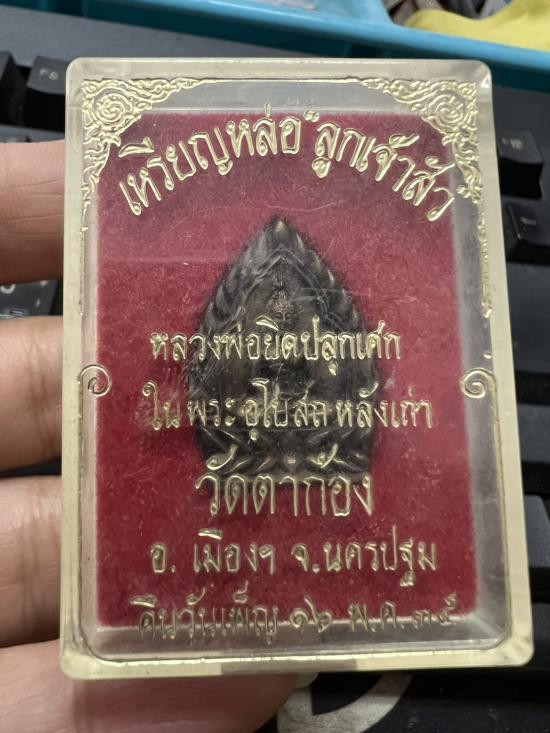 เหรียญหล่อ "ลูกเจ้าสัว"
หลวงพ่อยิดปลุกเศก
ใน พระ อุโบสถ หลังเก่า
วัดตาก้อง
อ. เมืองฯ จ.นครปฐม
คืนวันเพ็ญ ๑๖ พ.ค. ๓๕